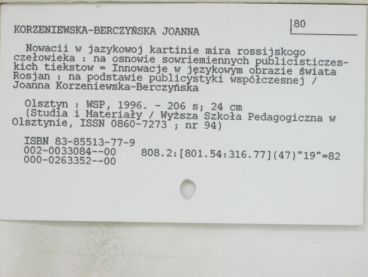 80
KORZENIEWSKA-BERCZYŃSKA JOANNA
Nowacii w jazykowoj kartinie mira rossijskogo
czełowieka : na osnowie sowriemiennych publicisticzes-
kich tiekstow = Innowacje w językowym obrazie świata
Rosjan : na podstawie publicystyki współczesnej /
Joanna Korzeniewska-Berczyńska
Olsztyn : WSP, 1996. - 206 s; 24 cm
(Studia i Materiały / Wyższa Szkoła Pedagogiczna w
Olsztynie, ISSN 0860-7273 ; nr 94)
ISBN 83-85513-77-9
002-0033084--00 808.2:[801.54:316.77](47)"19"=82
000-0263352--00